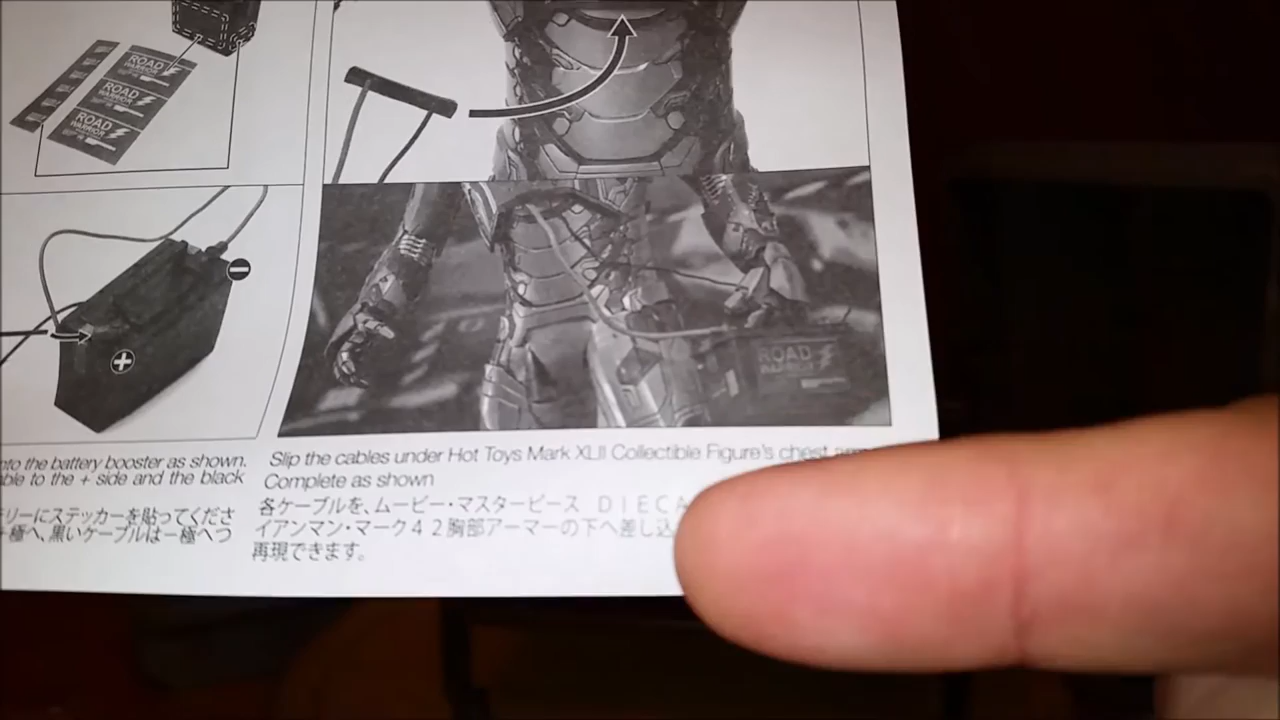 ROAD
WARRIOR
ROAD
WARRIOR
ROAD
WARRIOR
ROAD
WARRIOR
nto the battery booster as shown.
ble to the + side and the black
リーにステッカーを貼ってくださ
極へ、黒いケーブルは－極へつ
Slip the cables under Hot Toys Mark XLII Collectible Figure's chest
Complete as shown
各ケーブルを、ムービー・マスターピース DIECA
イアンマン・マーク42胸部アーマーの下へ差し込
再現できます。